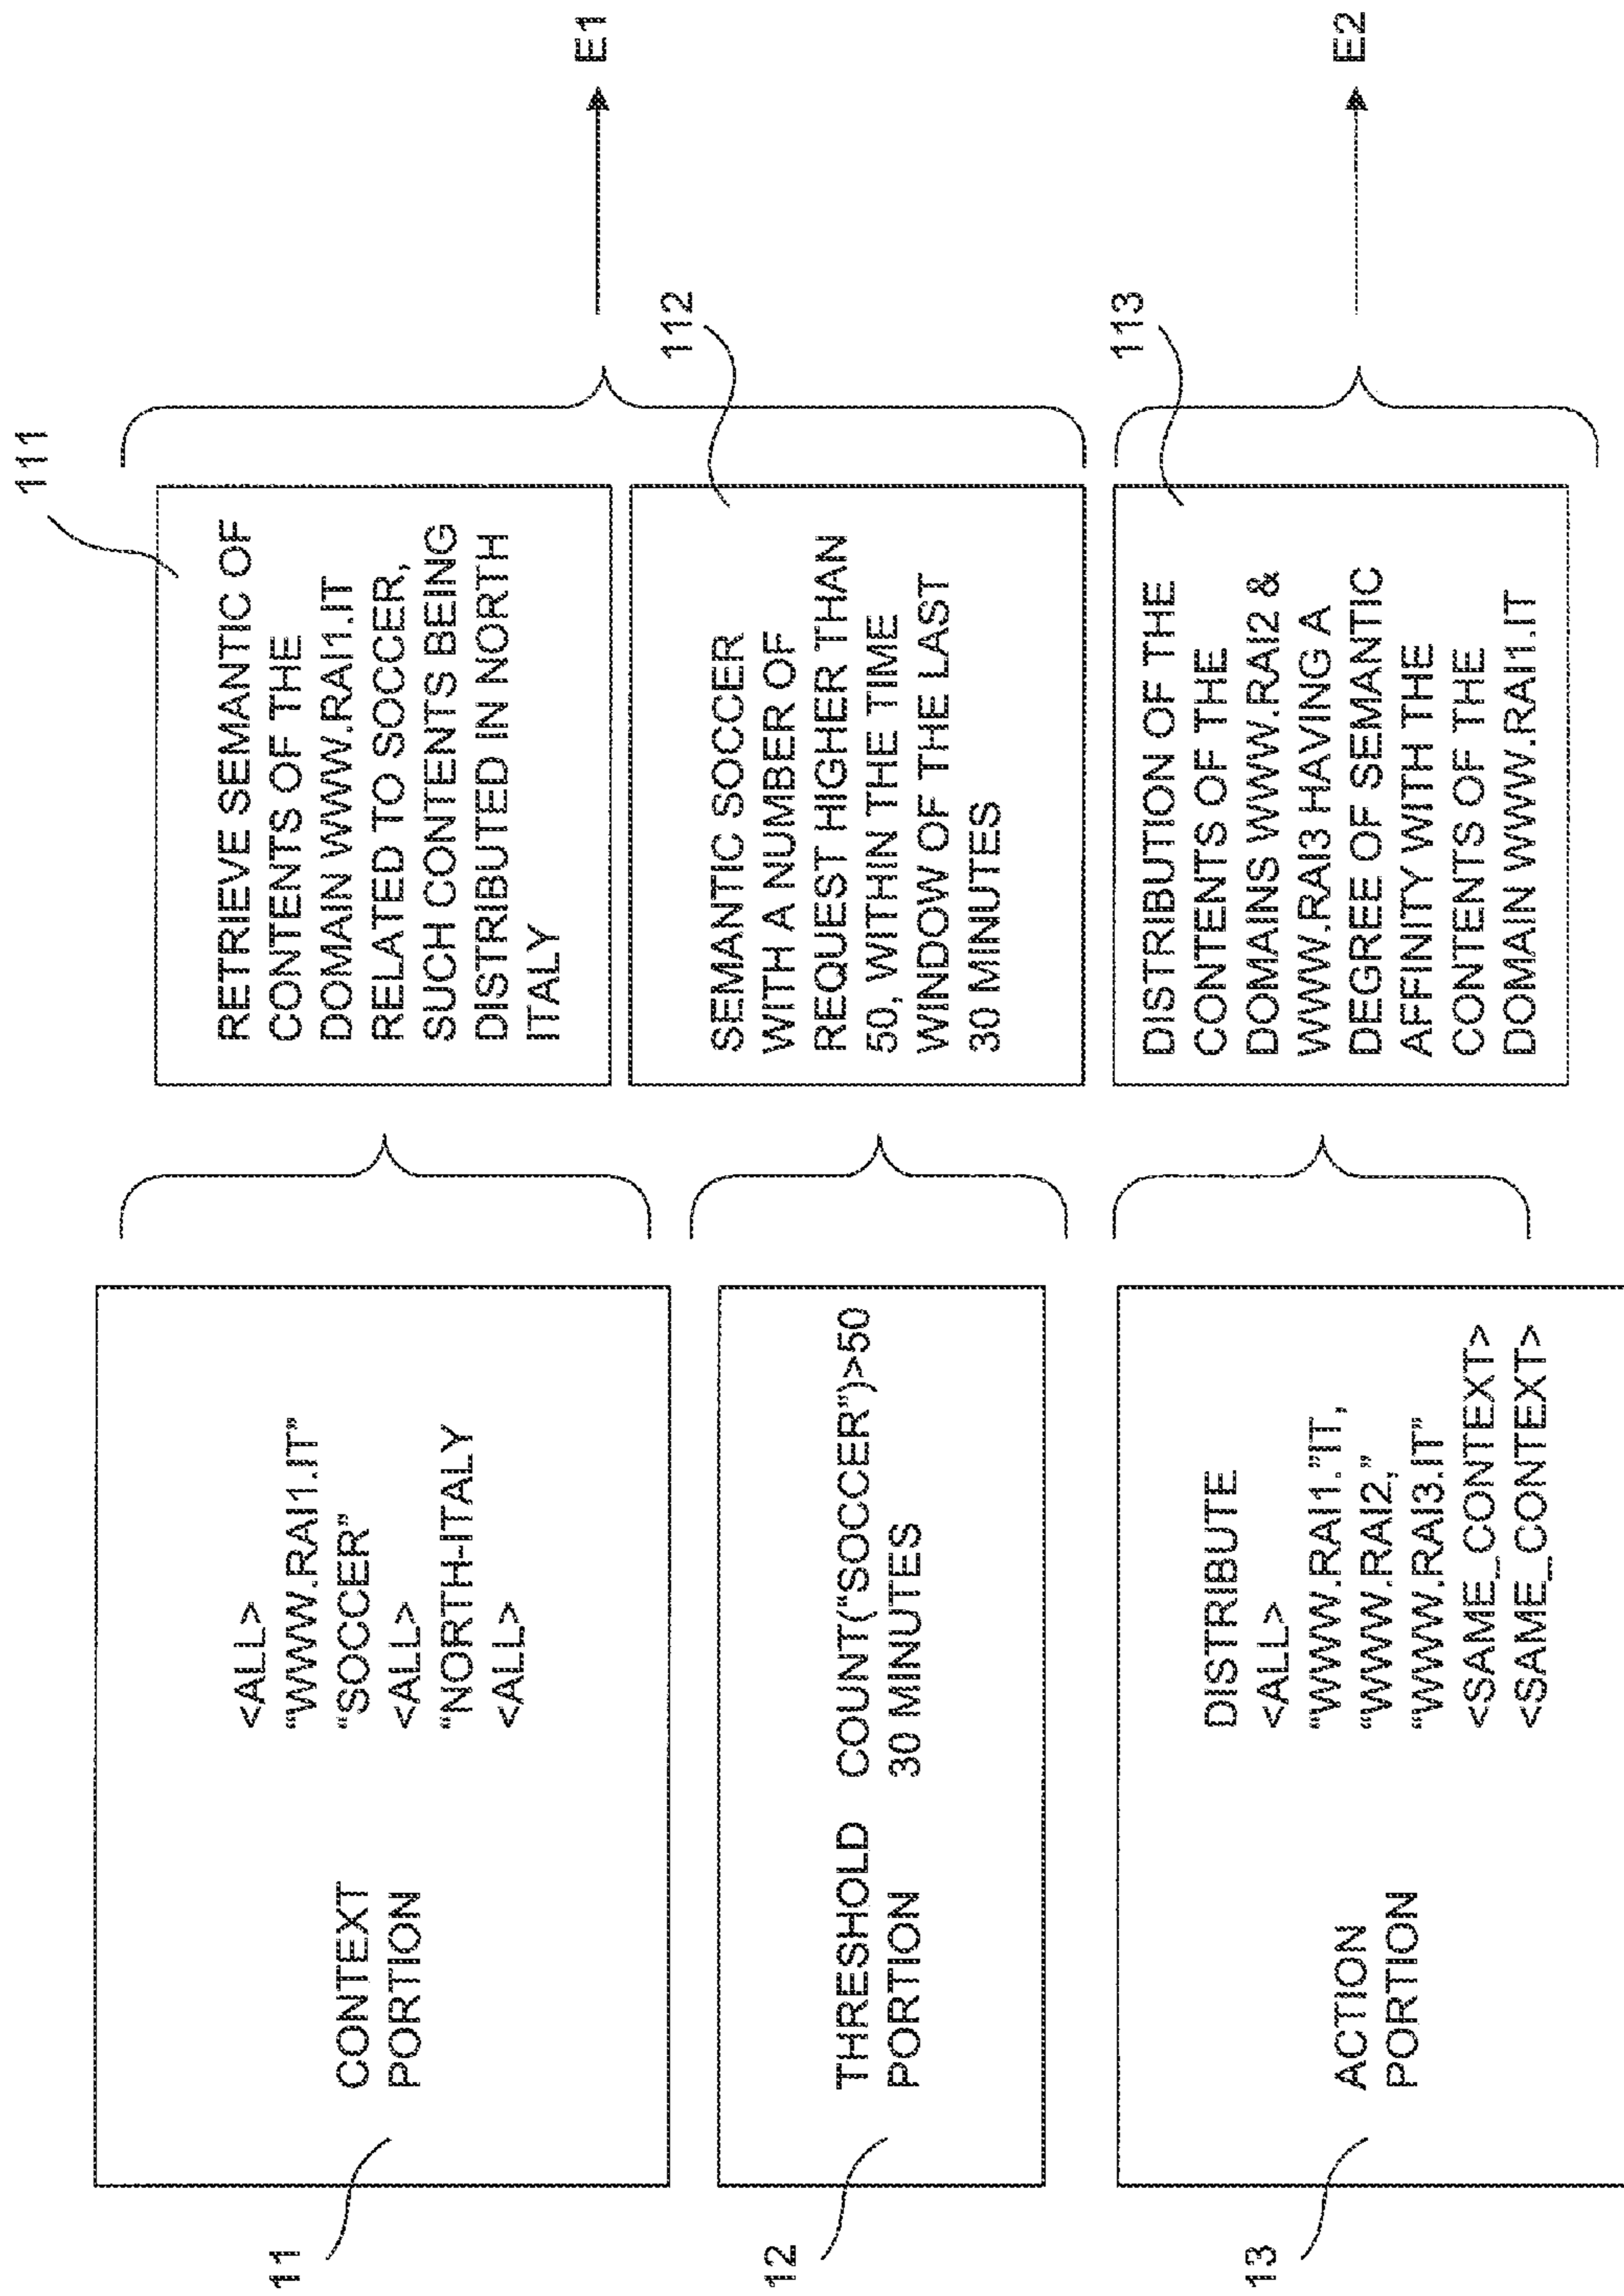 11
CONTEXT
PORTION
<ALL>
“WWW.RAI1.IT”
“SOCCER”
<ALL>
“NORTH-ITALY
<ALL>
111
RETRIEVE SEMANTIC OF
CONTENTS OF THE
DOMAIN WWW.RAI1.IT
RELATED TO SOCCER,
SUCH CONTENTS BEING
DISTRIBUTED IN NORTH
ITALY
E1
12
THRESHOLD
PORTION
COUNT(“SOCCER”)>50
30 MINUTES
112
SEMANTIC SOCCER
WITH A NUMBER OF
REQUEST HIGHER THAN
50, WITHIN THE TIME
WINDOW OF THE LAST
30 MINUTES
13
ACTION
PORTION
DISTRIBUTE
<ALL>
“WWW.RAI1.”IT,
“WWW.RAI2,”
“WWW.RAI3.IT”
<SAME_CONTEXT>
<SAME_CONTEXT>
113
DISTRIBUTION OF THE
CONTENTS OF THE
DOMAINS WWW.RAI2 &
WWW.RAI3 HAVING A
DEGREE OF SEMANTIC
AFFINITY WITH THE
CONTENTS OF THE
DOMAIN WWW.RAI1.IT
E2